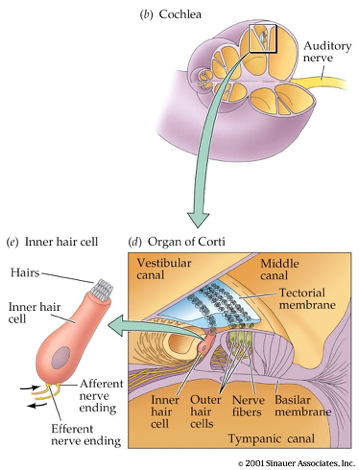 (b) Cochlea
Auditory
nerve
(e) Inner hair cell
(d) Organ of Corti
Hairs
Inner hair
cell
Afferent
nerve
ending
Efferent
nerve ending
Vestibular
canal
Middle
canal
Tectorial
membrane
Inner
hair
cell
Outer
hair
cells
Nerve
fibers
Basilar
membrane
Tympanic canal
© 2001 Sinauer Associates, Inc.